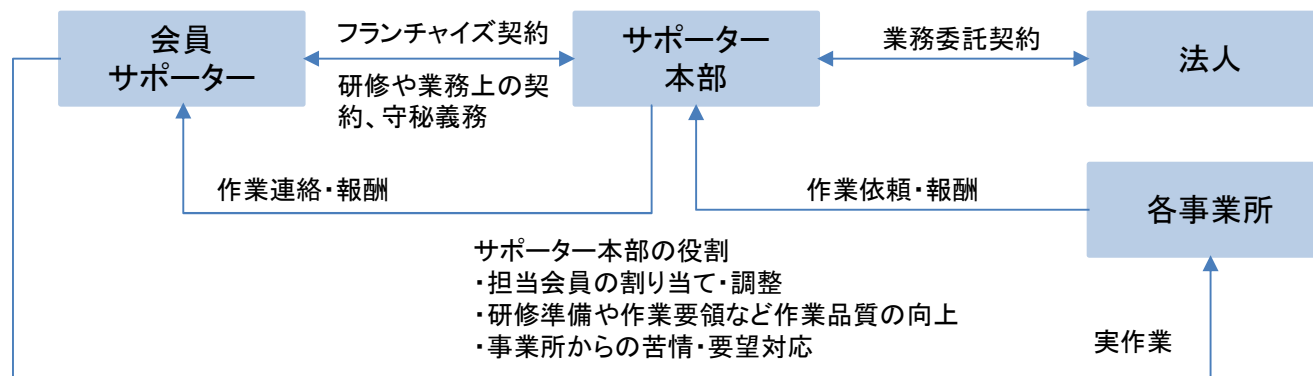 会員
サポーター
フランチャイズ契約
研修や業務上の契
約、守秘義務
サポーター
本部
業務委託契約
法人
作業連絡・報酬
作業依頼・報酬
各事業所
サポーター本部の役割
・担当会員の割り当て・調整
・研修準備や作業要領など作業品質の向上
・事業所からの苦情・要望対応
実作業